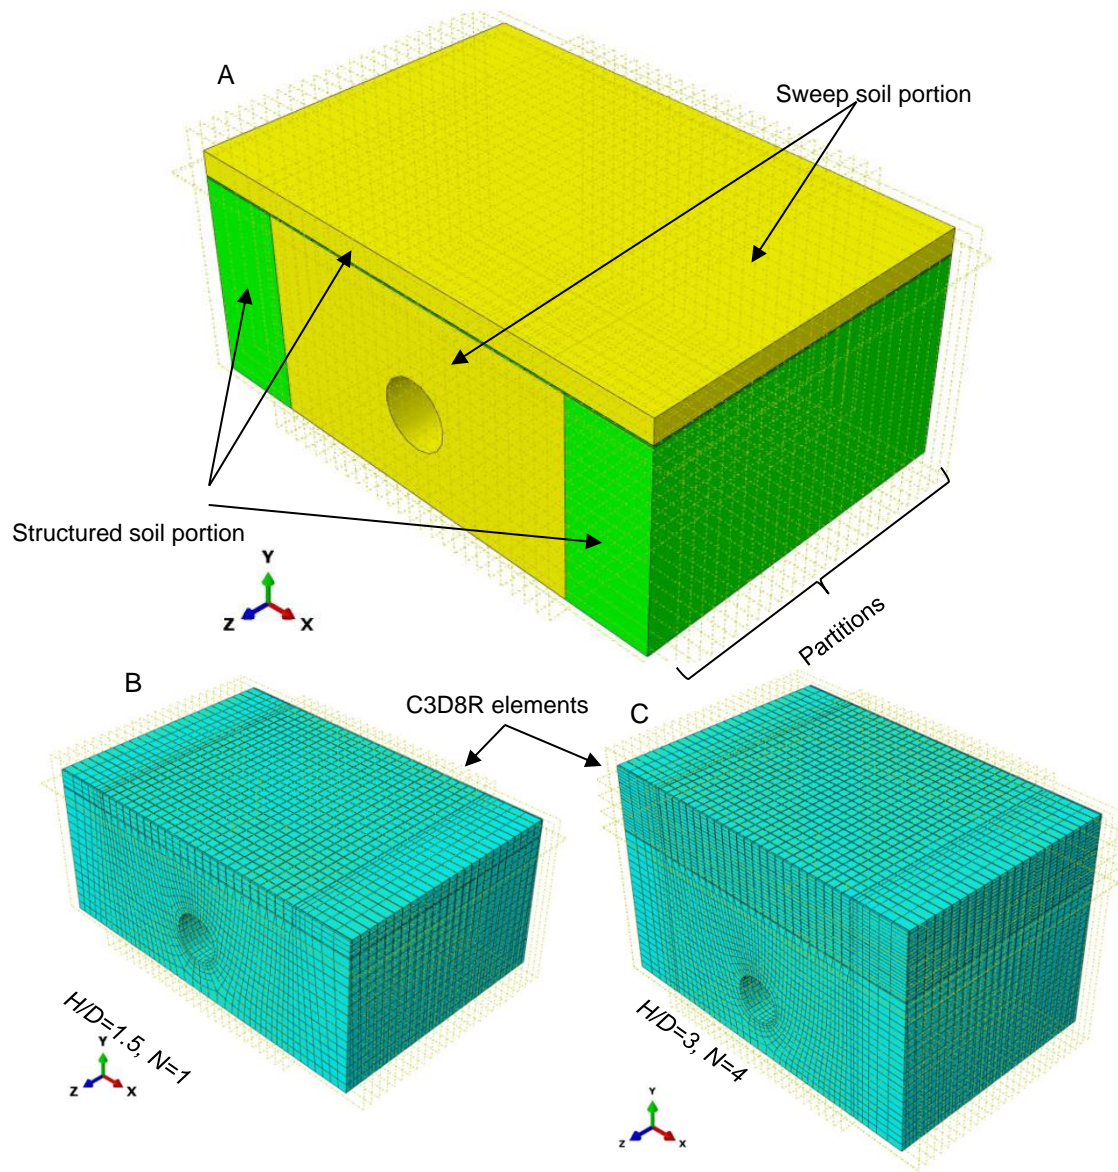 A
Sweep soil portion
Structured soil portion
Y
Z
X
Partitions
B
C3D8R elements
C
H/D=1.5, N=1
H/D=3, N=4
Y
Z
X
Y
Z
X